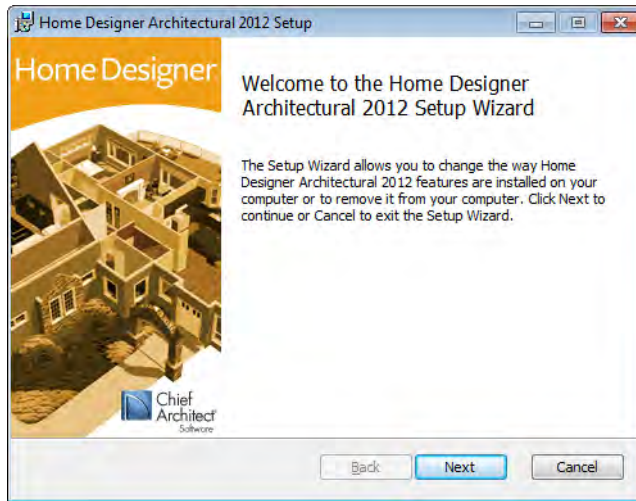 Home Designer Architectural 2012 Setup
Home Designer
Welcome to the Home Designer
Architectural 2012 Setup Wizard
The Setup Wizard allows you to change the way Home
Designer Architectural 2012 features are installed on your
computer or to remove it from your computer. Click Next to
continue or Cancel to exit the Setup Wizard.
Chief
Architect
Software
Back
Next
Cancel